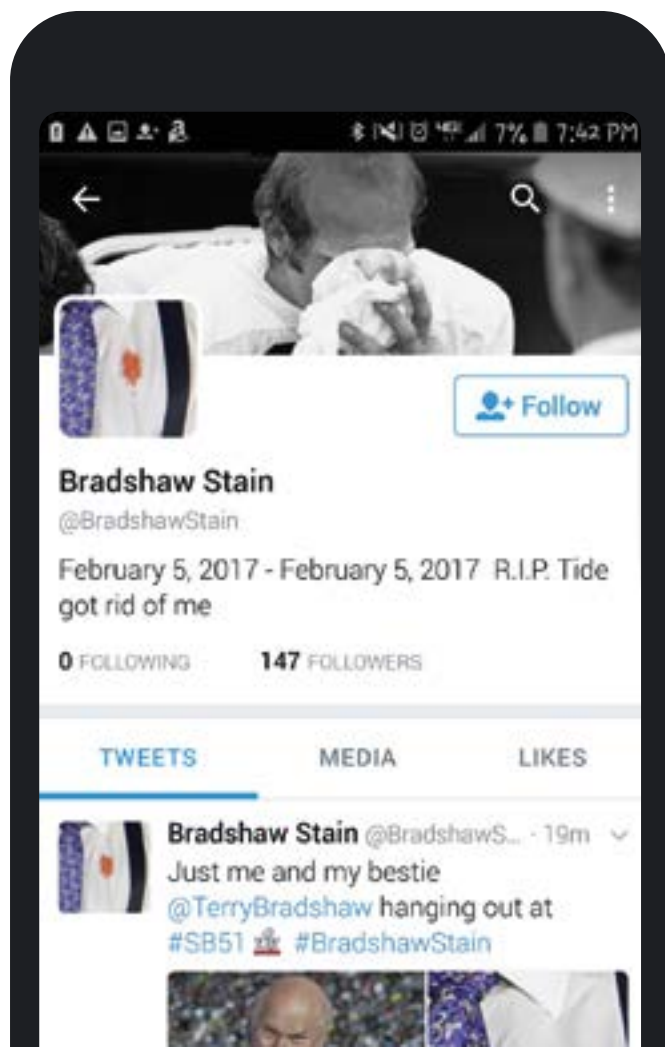 7% 7:42 PM
Follow
Bradshaw Stain
@BradshawStain
February 5, 2017 - February 5, 2017 R.I.P. Tide
got rid of me
0 FOLLOWING 147 FOLLOWERS
TWEETS MEDIA LIKES
Bradshaw Stain @BradshawS... · 19m
Just me and my bestie
@TerryBradshaw hanging out at
#SB51 #BradshawStain